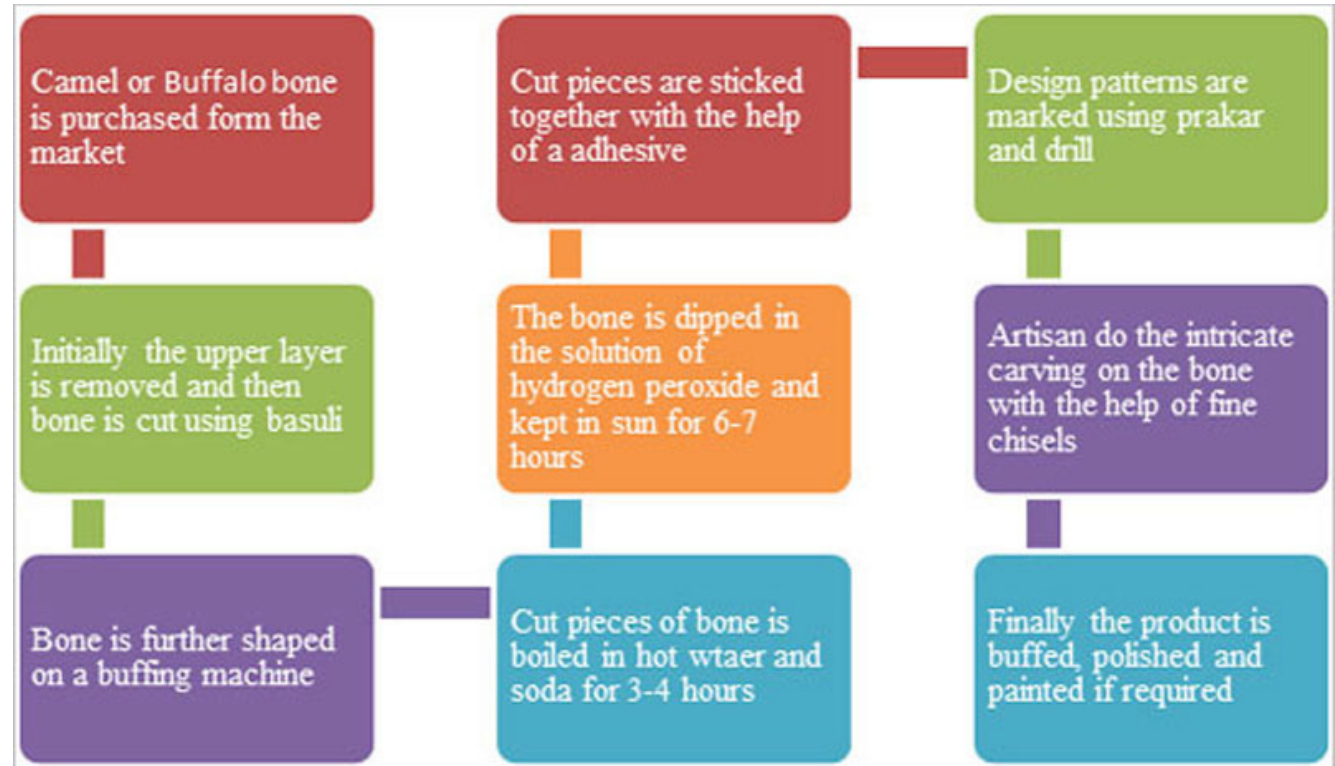 Camel or Buffalo bone
is purchased form the
market
Initially the upper layer
is removed and then
bone is cut using basuli
Bone is further shaped
on a buffing machine
Cut pieces of bone is
boiled in hot wtaer and
soda for 3-4 hours
The bone is dipped in
the solution of
hydrogen peroxide and
kept in sun for 6-7
hours
Cut pieces are sticked
together with the help
of a adhesive
Design patterns are
marked using prakar
and drill
Artisan do the intricate
carving on the bone
with the help of fine
chisels
Finally the product is
buffed, polished and
painted if required